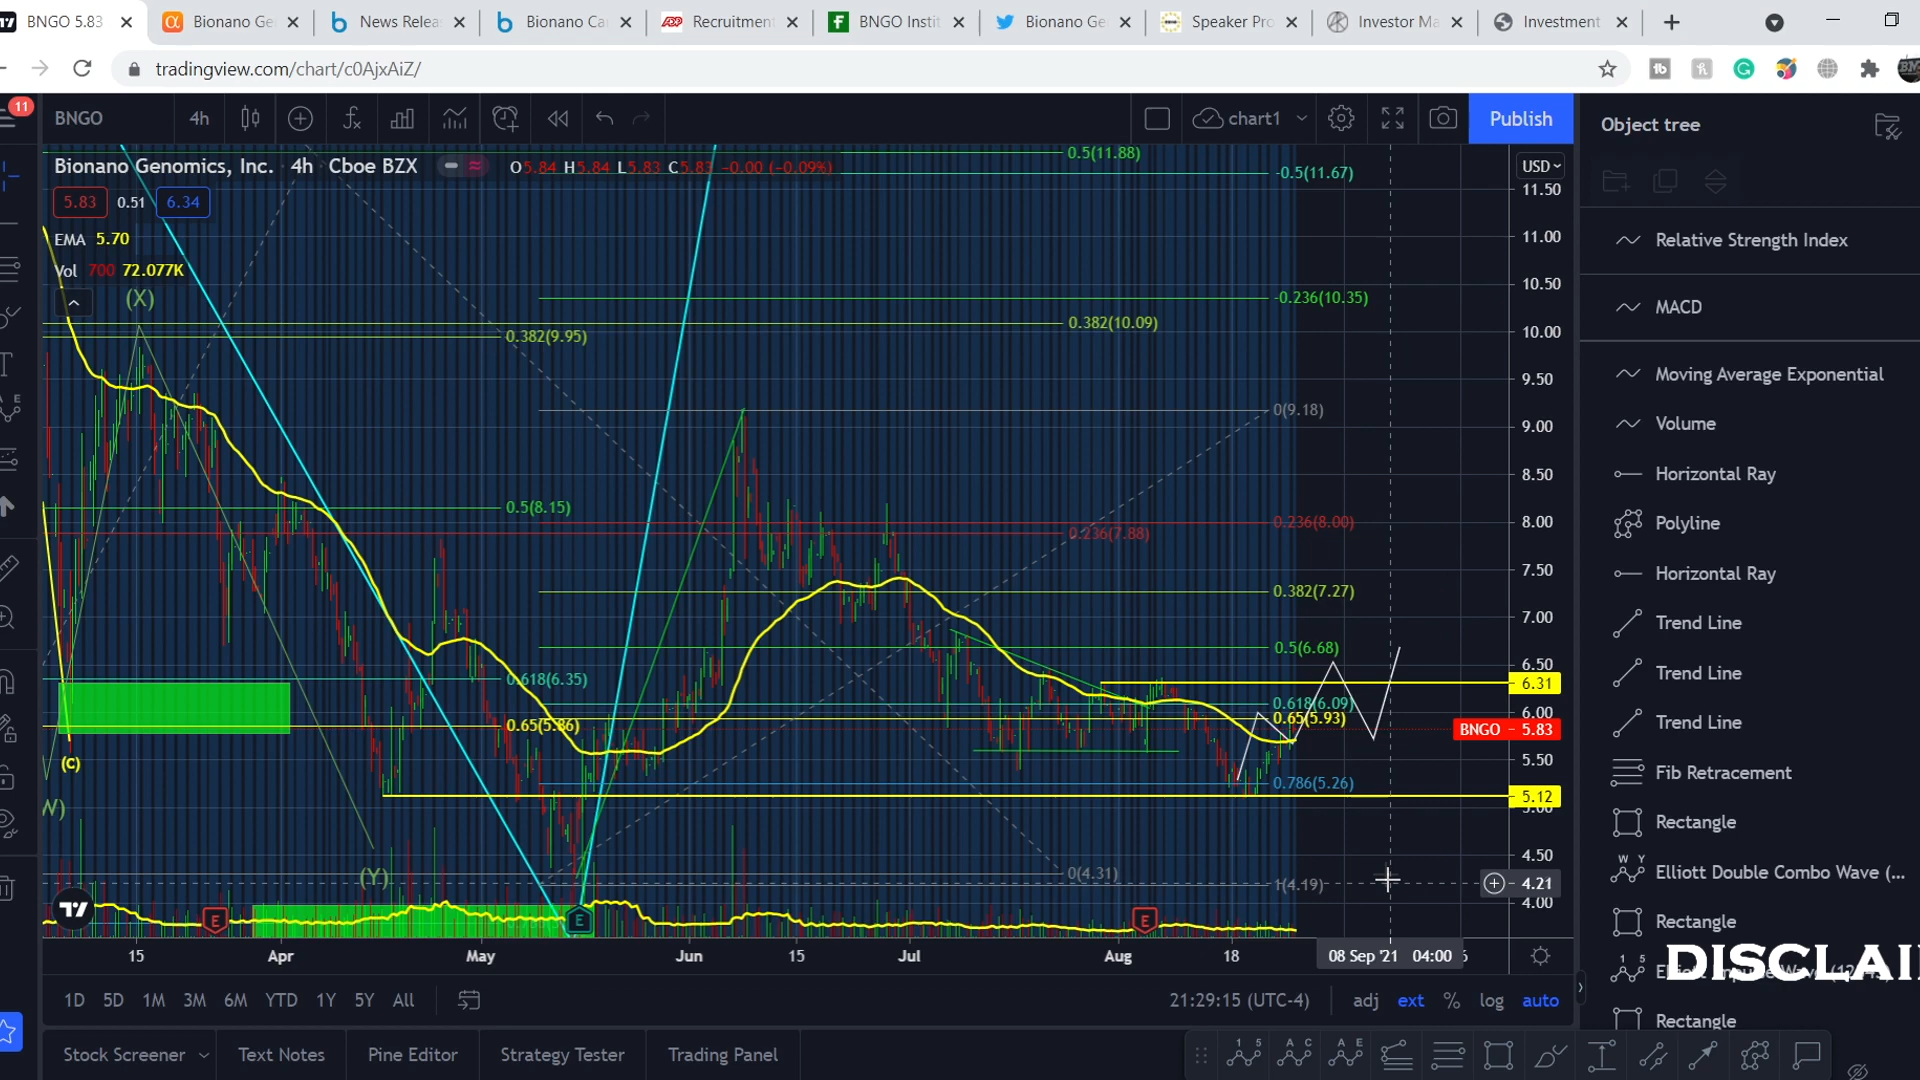 BNGO 5.83
Bionano Ge
News Relea
Bionano Ca
ADP Recruitmen
BNGO Instit
Bionano Ge
Speaker Pro
Investor Ma
Investment
tradingview.com/chart/c0AjxAiZ/
11
BNGO
4h
chart1
Publish
Object tree
Bionano Genomics, Inc. 4h Cboe BZX
O5.84 H5.84 L5.83 C5.83 -0.00 (-0.09%)
USD
5.83
0.51
6.34
EMA 5.70
Vol 700 72.077K
(X)
0.5(11.88)
-0.5(11.67)
-0.236(10.35)
0.382(10.09)
0.382(9.95)
0(9.18)
0.5(8.15)
0.236(8.00)
0.236(7.88)
0.382(7.27)
0.5(6.68)
0.618(6.35)
0.618(6.09)
0.65(5.93)
0.65(5.86)
0.786(5.26)
(C)
W)
(Y)
0(4.31)
1(4.19)
11.50
11.00
10.50
10.00
9.50
9.00
8.50
8.00
7.50
7.00
6.50
6.31
6.00
BNGO 5.83
5.50
5.12
5.00
4.50
4.21
4.00
E
E
E
15
Apr
May
Jun
15
Jul
Aug
18
08 Sep '21 04:00
6
1D 5D 1M 3M 6M YTD 1Y 5Y All
21:29:15 (UTC-4)
adj ext % log auto
Stock Screener
Text Notes
Pine Editor
Strategy Tester
Trading Panel
Relative Strength Index
MACD
Moving Average Exponential
Volume
Horizontal Ray
Polyline
Horizontal Ray
Trend Line
Trend Line
Trend Line
Fib Retracement
Rectangle
Elliott Double Combo Wave (...
Rectangle
DISCLAI
Rectangle